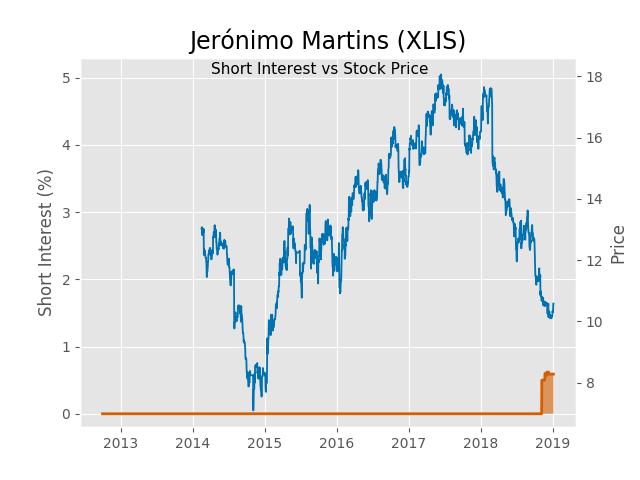 Jerónimo Martins (XLIS)
Short Interest vs Stock Price
Short Interest (%)
5
4
3
2
1
0
18
16
14
12
10
8
Price
2013 2014 2015 2016 2017 2018 2019